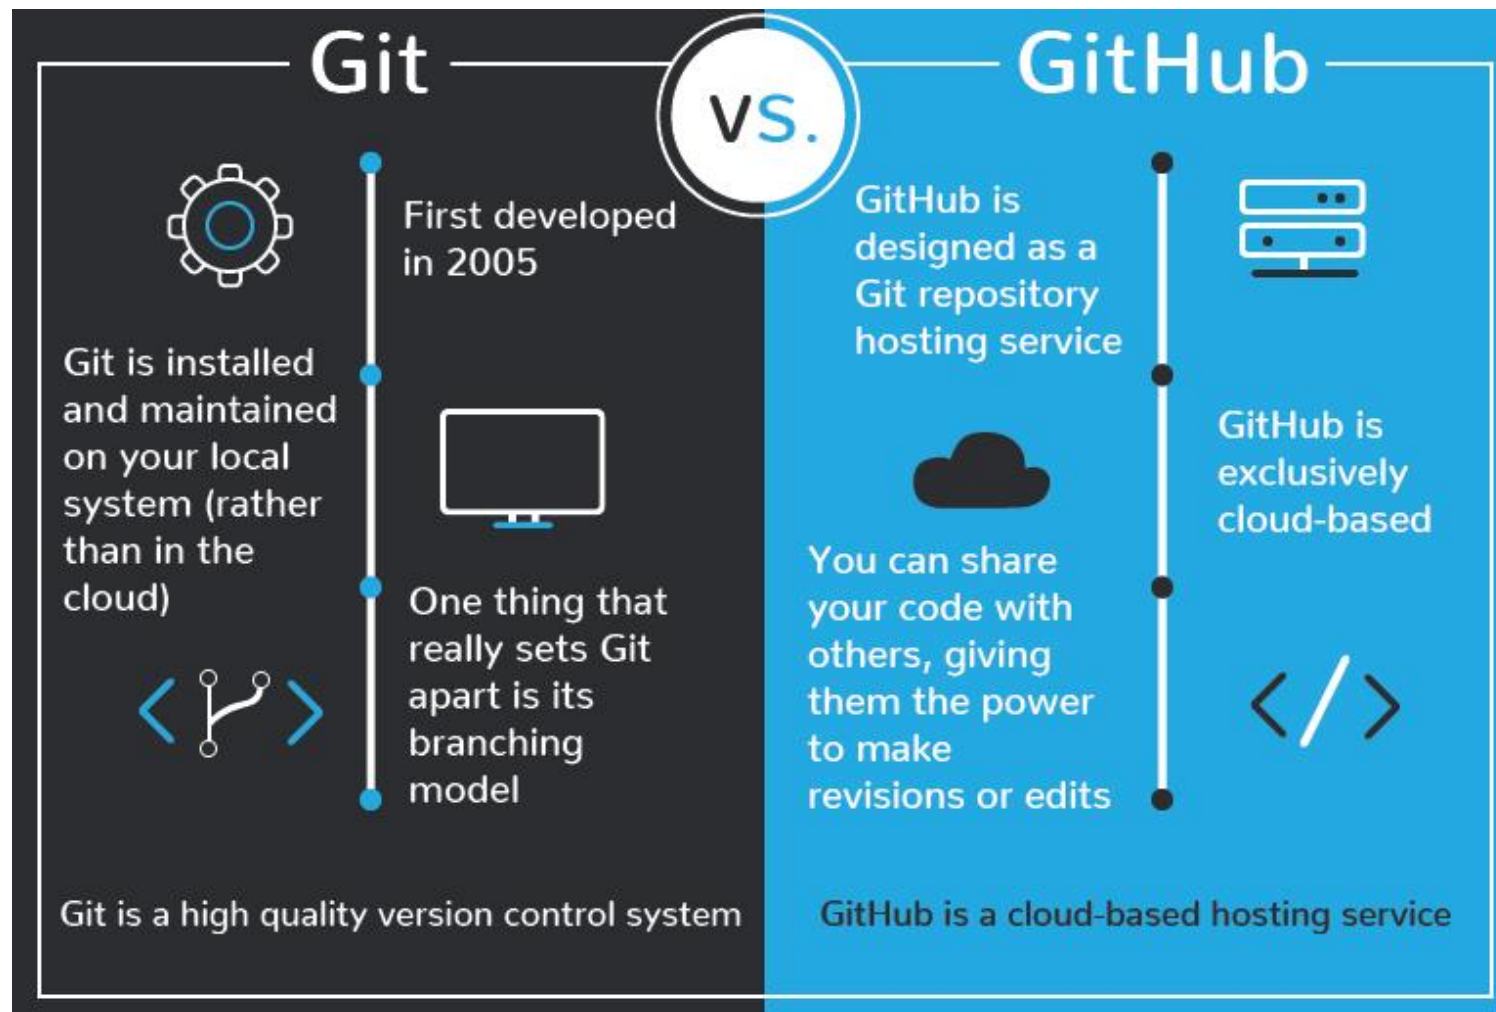 Git
vs.
GitHub
First developed
in 2005
Git is installed
and maintained
on your local
system (rather
than in the
cloud)
One thing that
really sets Git
apart is its
branching
model
Git is a high quality version control system
GitHub is
designed as a
Git repository
hosting service
GitHub is
exclusively
cloud-based
You can share
your code with
others, giving
them the power
to make
revisions or edits
GitHub is a cloud-based hosting service